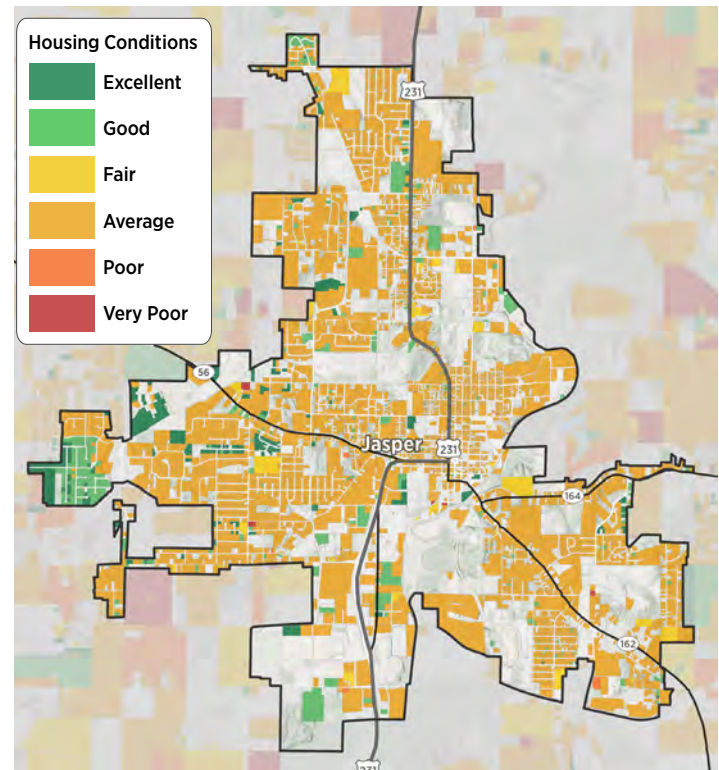 Housing Conditions
Excellent
Good
Fair
Average
Poor
Very Poor
231
56
Jasper
231
164
162
231